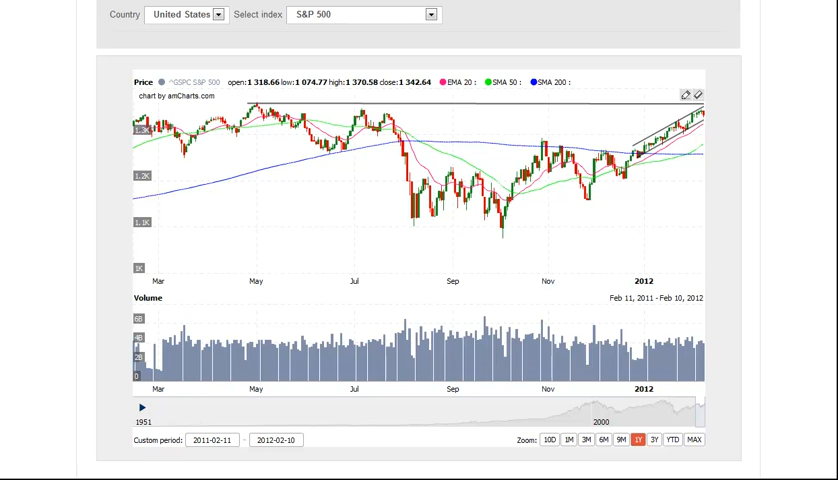 Country United States Select index S&P 500
Price ^GSPC S&P 500 open:1 318.66 low:1 074.77 high:1 370.58 close:1 342.64 EMA 20 : SMA 50 : SMA 200 :
chart by amCharts.com
1.3K
1.2K
1.1K
1K
Mar May Jul Sep Nov 2012
Volume Feb 11, 2011 - Feb 10, 2012
6B
4B
2B
0
Mar May Jul Sep Nov 2012
1951 2000
Custom period: 2011-02-11 - 2012-02-10 Zoom: 10D 1M 3M 6M 9M 1Y 3Y YTD MAX